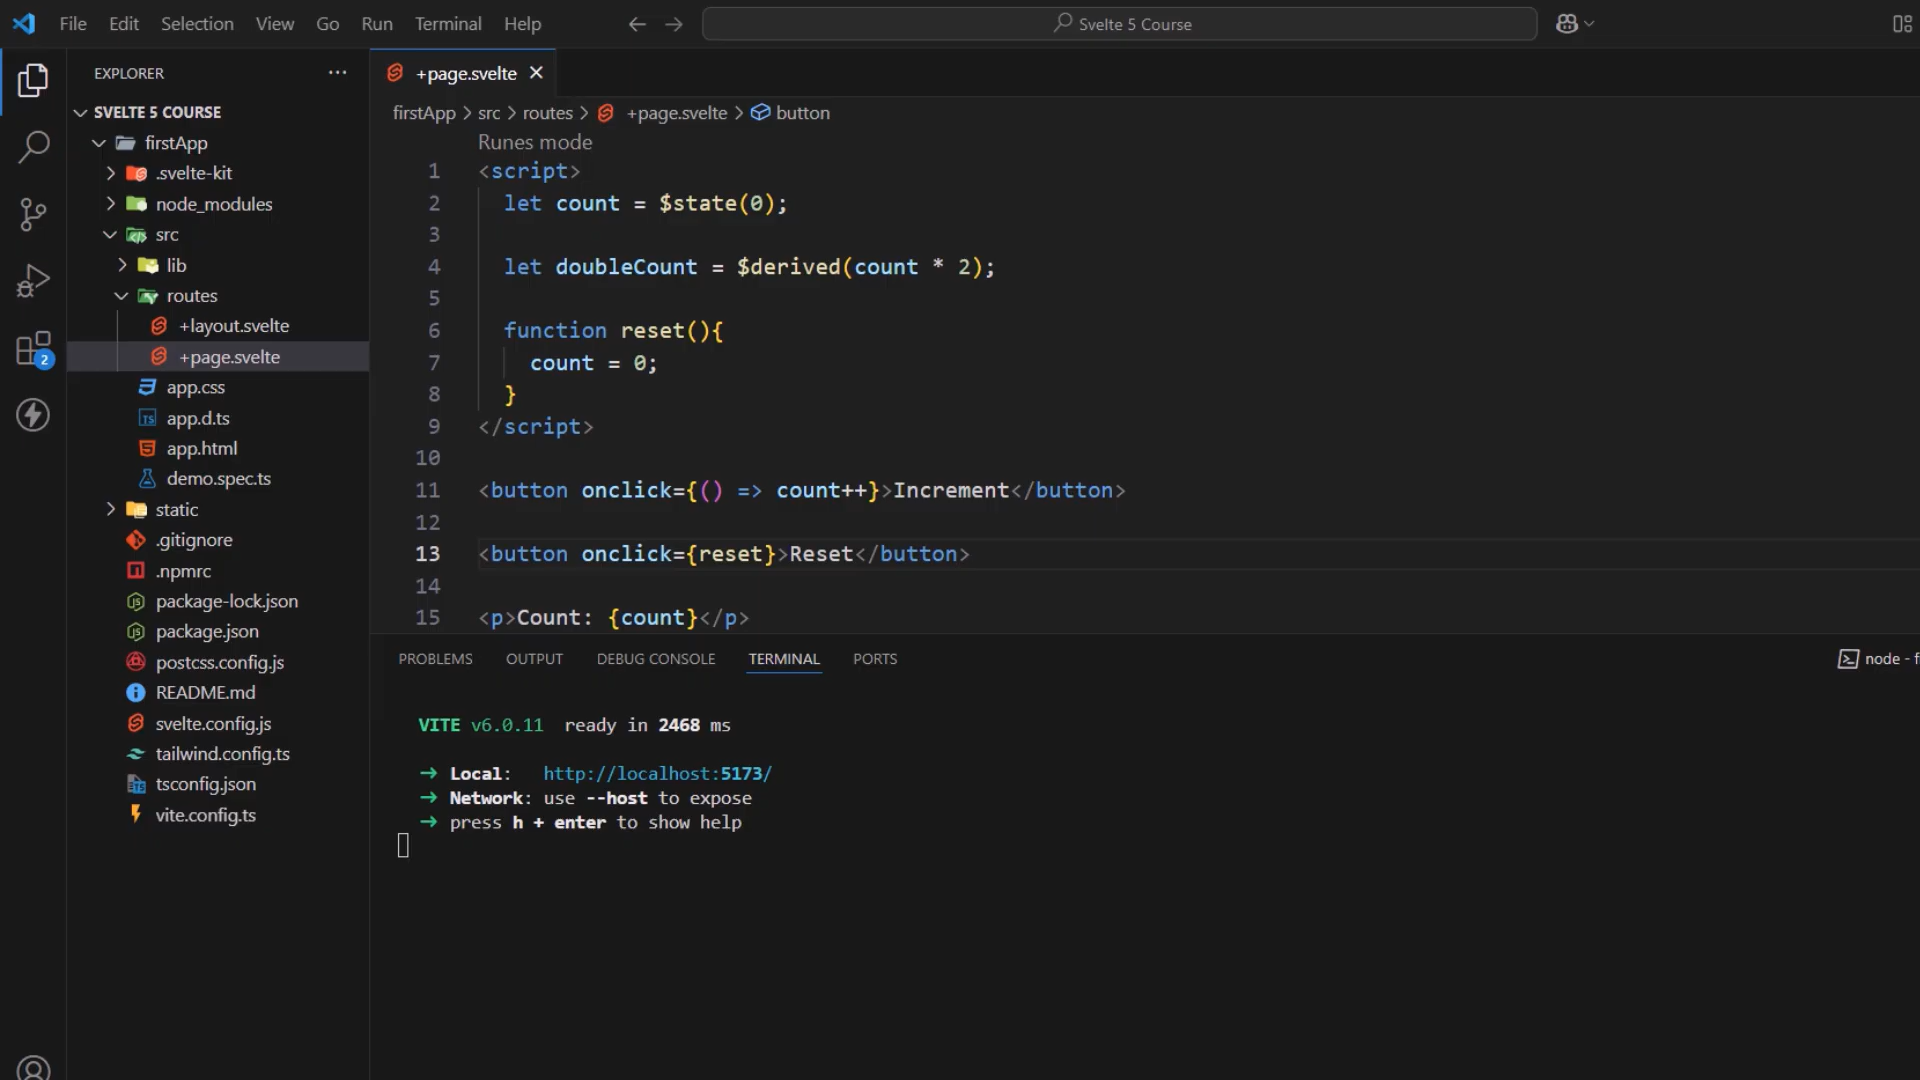 File Edit Selection View Go Run Terminal Help
Svelte 5 Course
EXPLORER
SVELTE 5 COURSE
firstApp
.svelte-kit
node_modules
src
lib
routes
+layout.svelte
+page.svelte
app.css
TS app.d.ts
app.html
demo.spec.ts
static
.gitignore
.npmrc
package-lock.json
package.json
postcss.config.js
README.md
svelte.config.js
tailwind.config.ts
tsconfig.json
vite.config.ts
2
+page.svelte
firstApp > src > routes > +page.svelte > button
Runes mode
1 <script>
2 let count = $state(0);
3
4 let doubleCount = $derived(count * 2);
5
6 function reset(){
7 count = 0;
8 }
9 </script>
10
11 <button onclick={() => count++}>Increment</button>
12
13 <button onclick={reset}>Reset</button>
14
15 <p>Count: {count}</p>
PROBLEMS OUTPUT DEBUG CONSOLE TERMINAL PORTS
node - f
VITE v6.0.11 ready in 2468 ms
➜ Local: http://localhost:5173/
➜ Network: use --host to expose
➜ press h + enter to show help